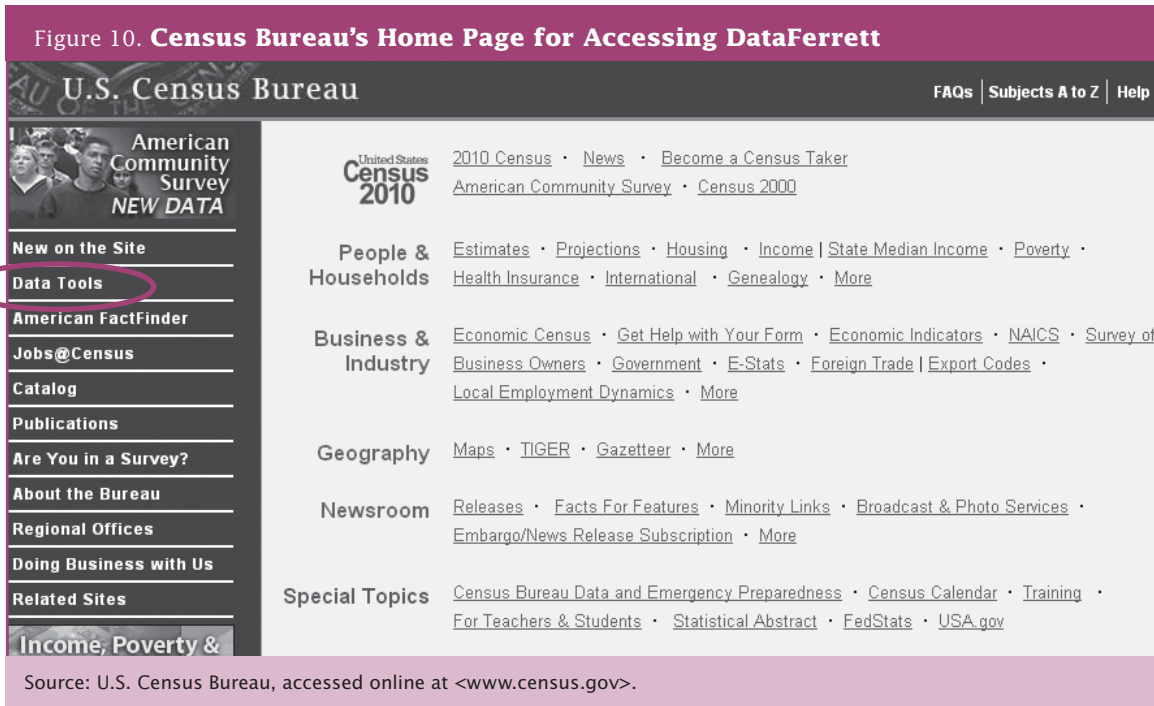 Figure 10. Census Bureau's Home Page for Accessing DataFerrett
U.S. Census Bureau
FAQs | Subjects A to Z | Help
American
Community
Survey
NEW DATA
New on the Site
Data Tools
American FactFinder
Jobs@Census
Catalog
Publications
Are You in a Survey?
About the Bureau
Regional Offices
Doing Business with Us
Related Sites
Income, Poverty &
United States
Census
2010
2010 Census · News · Become a Census Taker
American Community Survey · Census 2000
People &
Households
Estimates · Projections · Housing · Income | State Median Income · Poverty ·
Health Insurance · International · Genealogy · More
Business &
Industry
Economic Census · Get Help with Your Form · Economic Indicators · NAICS · Survey of
Business Owners · Government · E-Stats · Foreign Trade | Export Codes ·
Local Employment Dynamics · More
Geography
Maps · TIGER · Gazetteer · More
Newsroom
Releases · Facts For Features · Minority Links · Broadcast & Photo Services ·
Embargo/News Release Subscription · More
Special Topics
Census Bureau Data and Emergency Preparedness · Census Calendar · Training ·
For Teachers & Students · Statistical Abstract · FedStats · USA.gov
Source: U.S. Census Bureau, accessed online at <www.census.gov>.